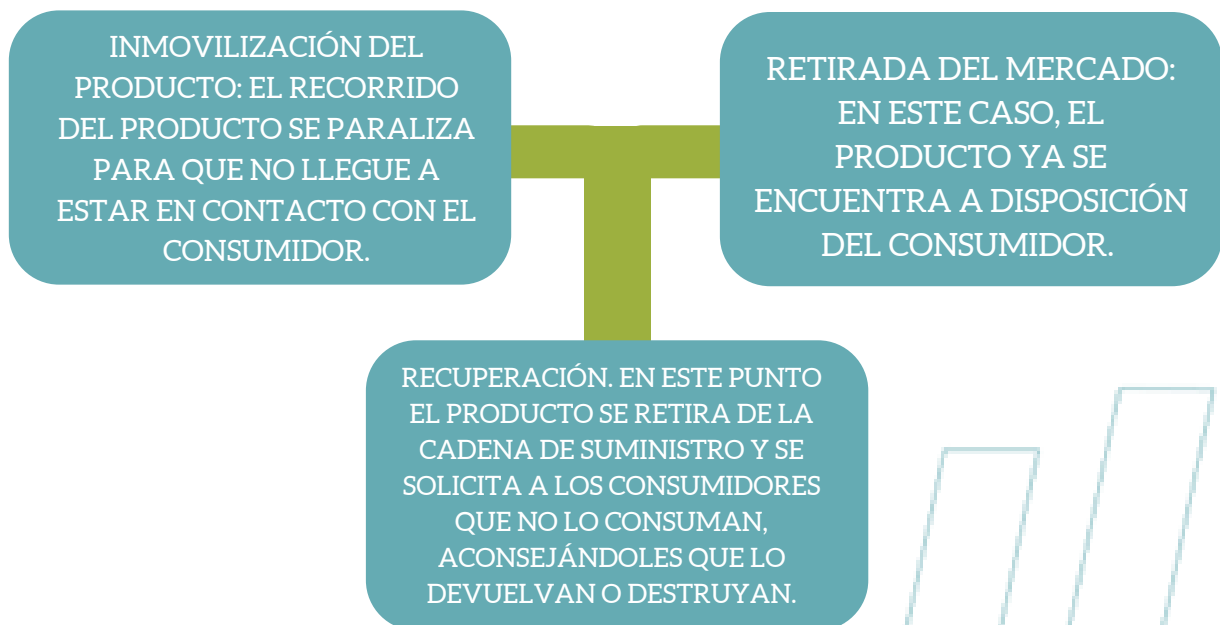 INMOVILIZACIÓN DEL
PRODUCTO: EL RECORRIDO
DEL PRODUCTO SE PARALIZA
PARA QUE NO LLEGUE A
ESTAR EN CONTACTO CON EL
CONSUMIDOR.
RETIRADA DEL MERCADO:
EN ESTE CASO, EL
PRODUCTO YA SE
ENCUENTRA A DISPOSICIÓN
DEL CONSUMIDOR.
RECUPERACIÓN. EN ESTE PUNTO
EL PRODUCTO SE RETIRA DE LA
CADENA DE SUMINISTRO Y SE
SOLICITA A LOS CONSUMIDORES
QUE NO LO CONSUMAN,
ACONSEJÁNDOLES QUE LO
DEVUELVAN O DESTRUYAN.